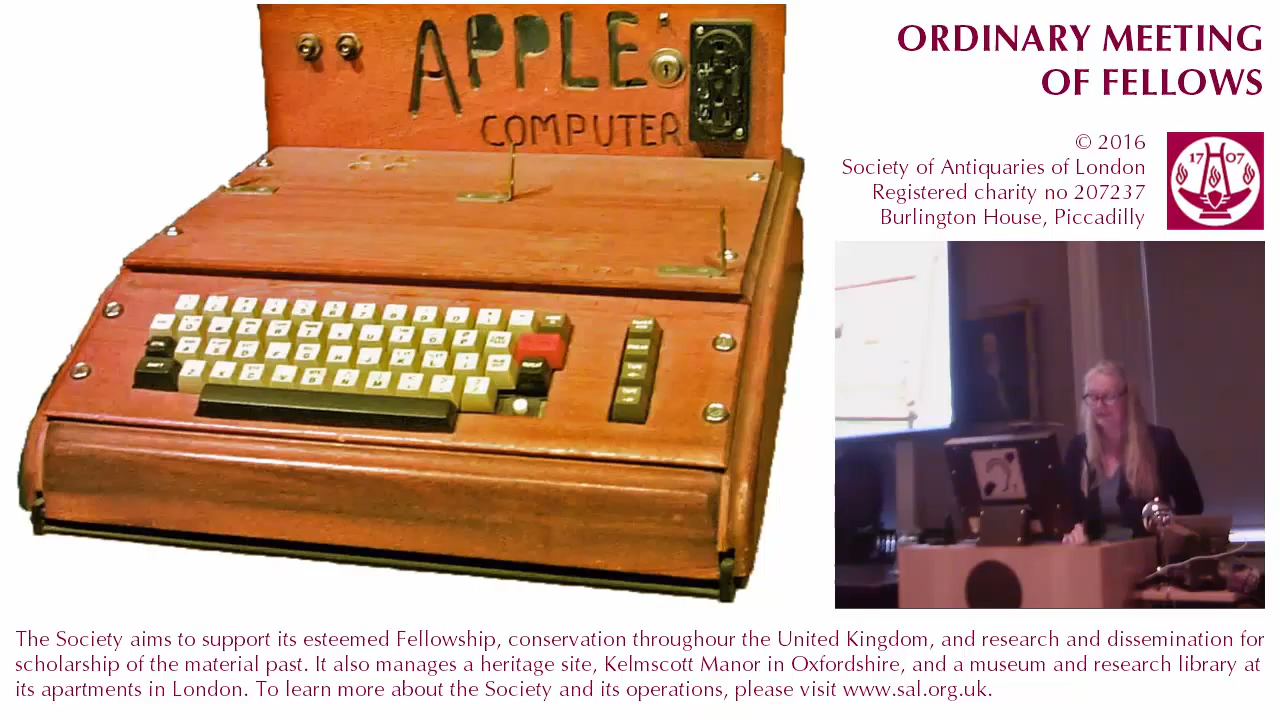 APPLE
COMPUTER
ORDINARY MEETING
OF FELLOWS
© 2016
Society of Antiquaries of London
Registered charity no 207237
Burlington House, Piccadilly
17 07
The Society aims to support its esteemed Fellowship, conservation throughour the United Kingdom, and research and dissemination for
scholarship of the material past. It also manages a heritage site, Kelmscott Manor in Oxfordshire, and a museum and research library at
its apartments in London. To learn more about the Society and its operations, please visit www.sal.org.uk.